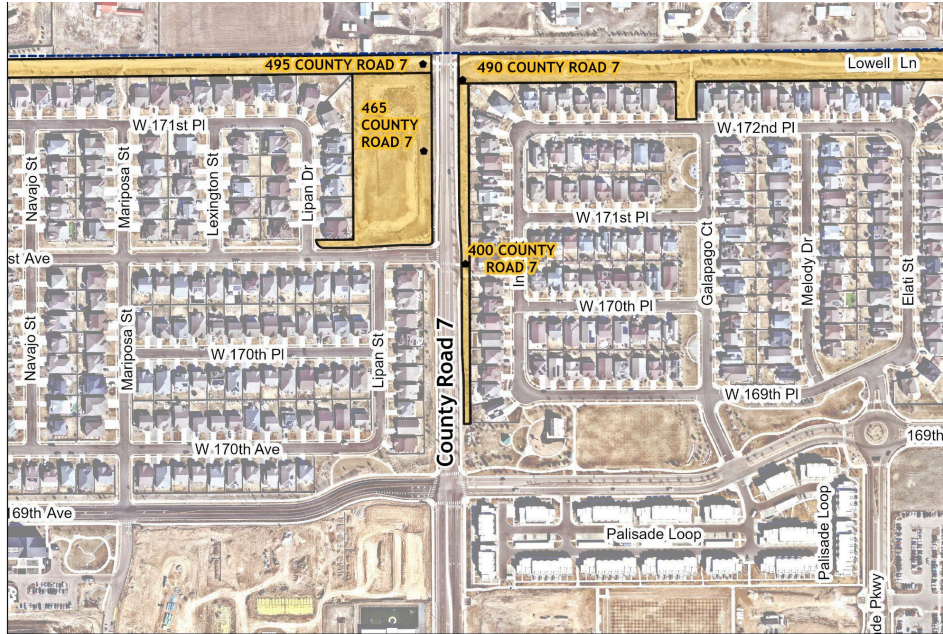 495 COUNTY ROAD 7
490 COUNTY ROAD 7
Lowell Ln
465
COUNTY
ROAD 7
W 171st Pl
W 172nd Pl
Navajo St
Mariposa St
Lexington St
Lipan Dr
W 171st Pl
st Ave
400 COUNTY
ROAD 7
In
Galapago Ct
Melody Dr
Elati St
W 170th Pl
Navajo St
Mariposa St
W 170th Pl
Lipan St
County Road 7
W 169th Pl
W 170th Ave
169th
169th Ave
Palisade Loop
Palisade Loop
de Pkwy